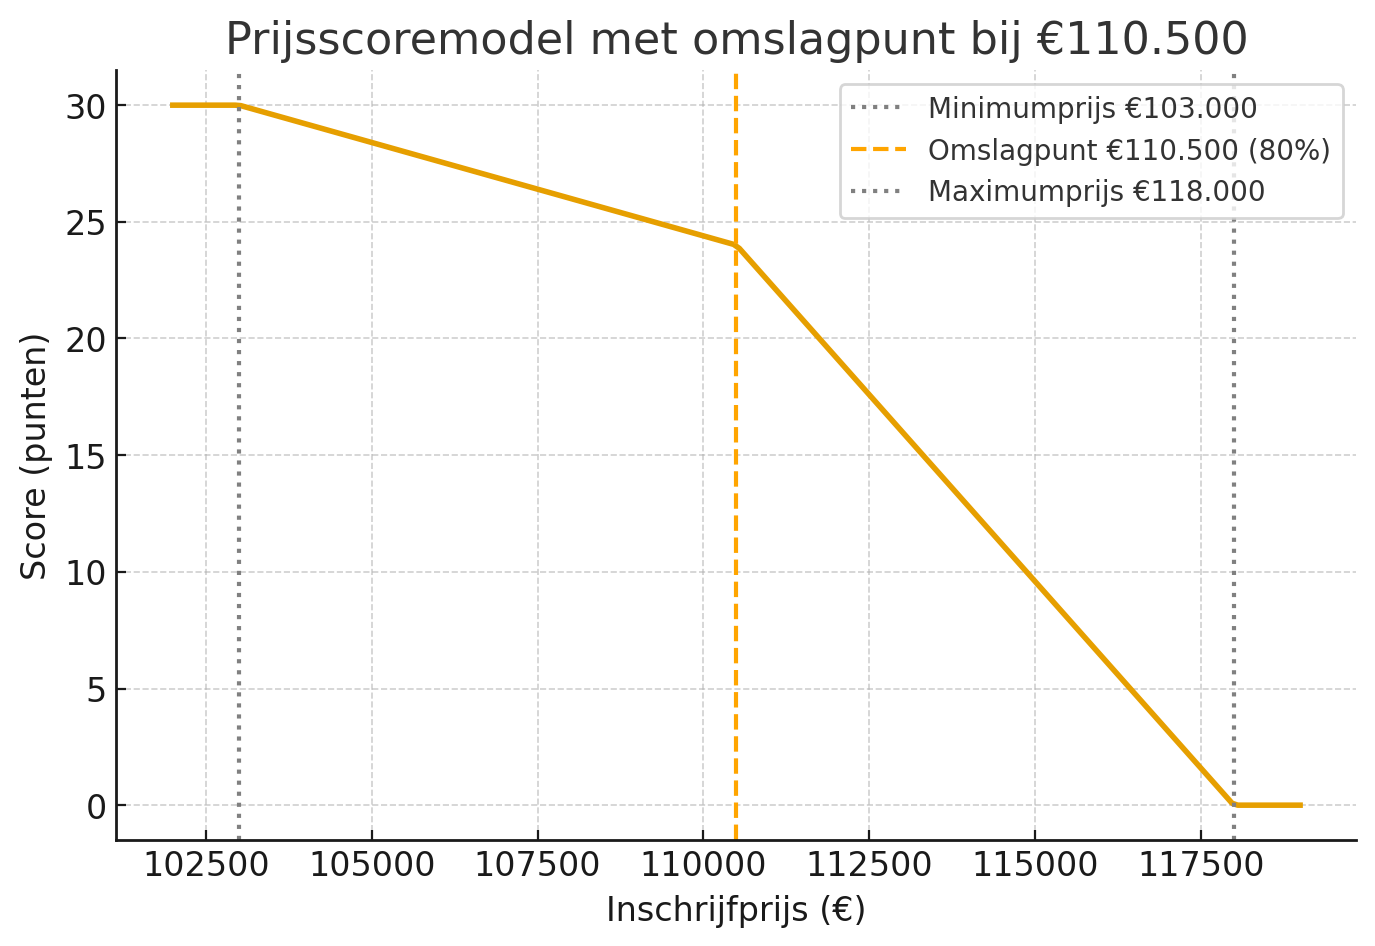 Prijsscoremodel met omslagpunt bij €110.500
Minimumprijs €103.000
Omslagpunt €110.500 (80%)
Maximumprijs €118.000
Score (punten)
30
25
20
15
10
5
0
102500 105000 107500 110000 112500 115000 117500
Inschrijfprijs (€)